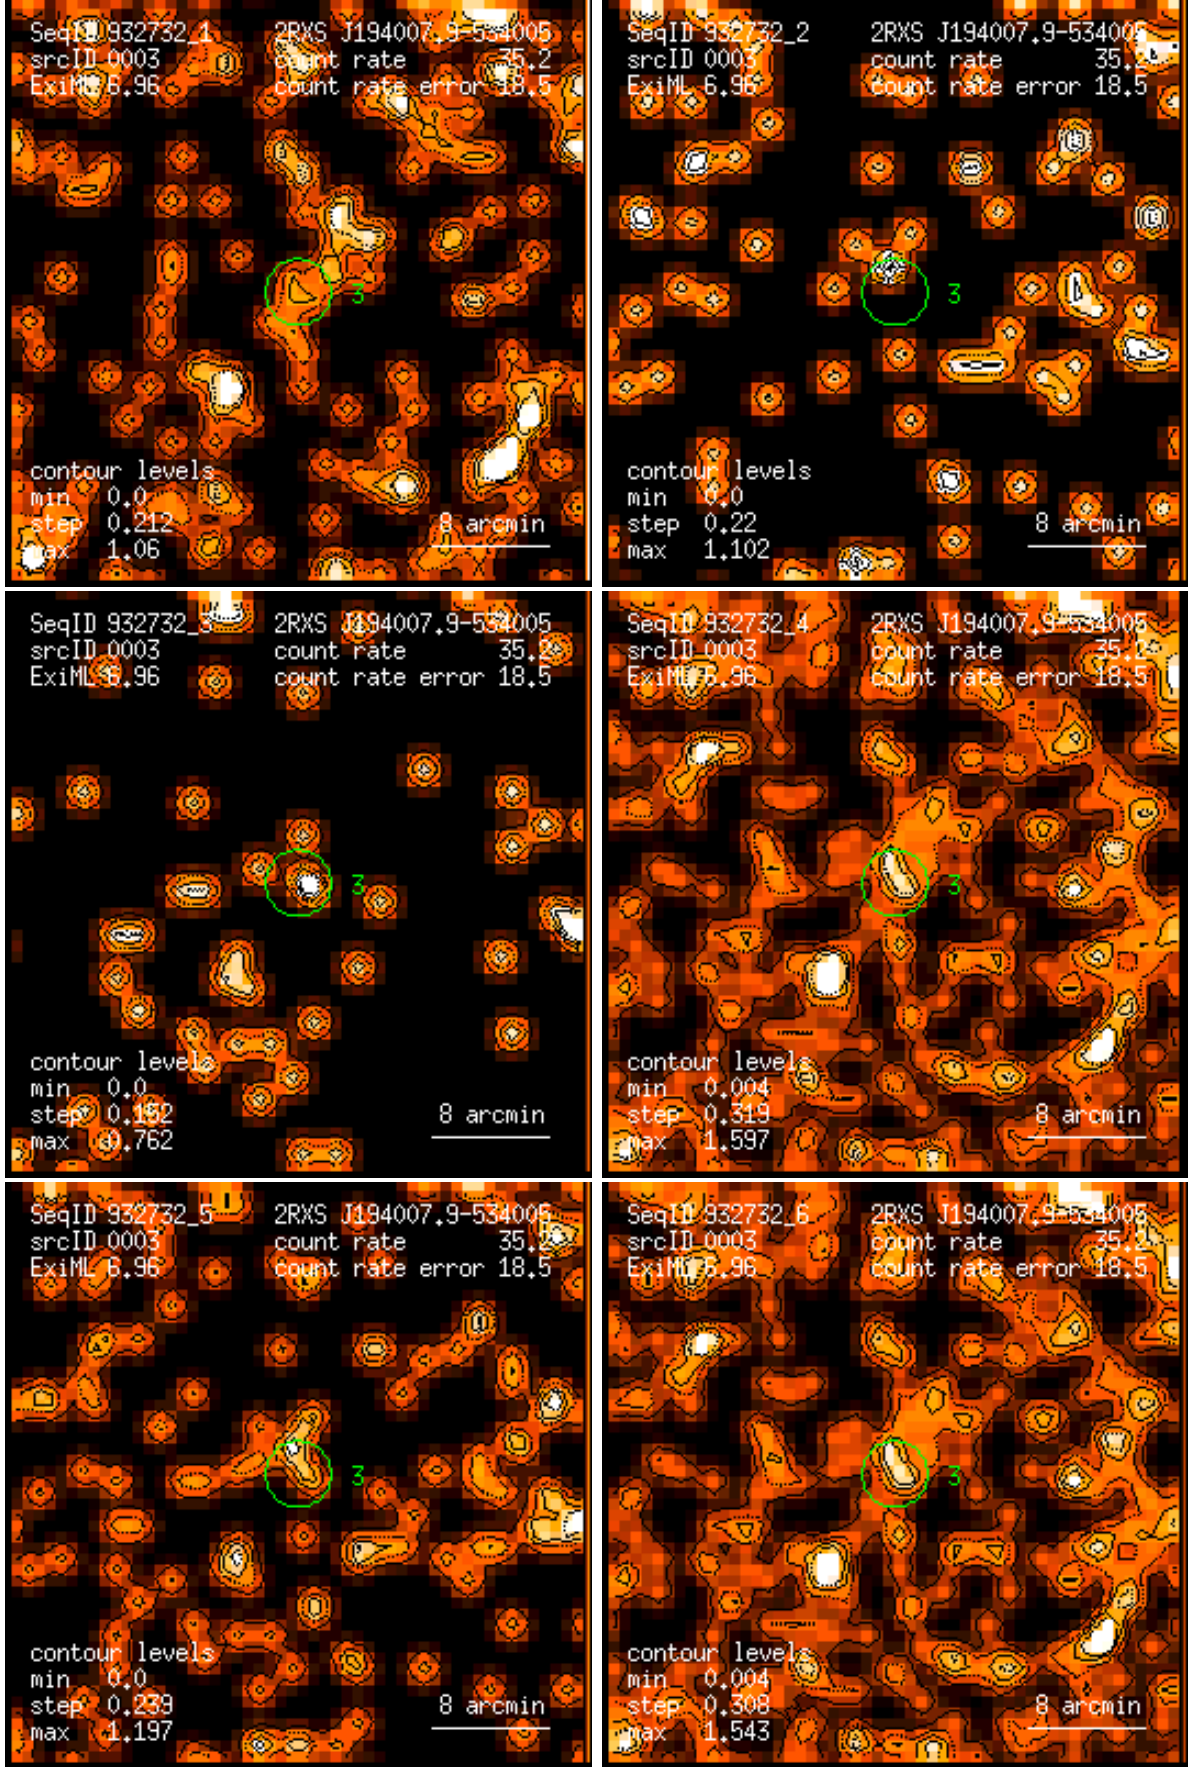 SeqID 932732_1 2RXS J194007.9-534005
srcID 0003 count rate 35.2
ExiML 6.96 count rate error 18.5
3
contour levels
min 0.0
step 0.212 8 arcmin
max 1.06
SeqID 932732_2 2RXS J194007.9-534005
srcID 0003 count rate 35.2
ExiML 6.96 count rate error 18.5
3
contour levels
min 0.0
step 0.22 8 arcmin
max 1.102
SeqID 932732_3 2RXS J194007.9-534005
srcID 0003 count rate 35.2
ExiML 6.96 count rate error 18.5
3
contour levels
min 0.0
step 0.152 8 arcmin
max 0.762
SeqID 932732_4 2RXS J194007.9-534005
srcID 0003 count rate 35.2
ExiML 6.96 count rate error 18.5
3
contour levels
min 0.004
step 0.319 8 arcmin
max 1.597
SeqID 932732_5 2RXS J194007.9-534005
srcID 0003 count rate 35.2
ExiML 6.96 count rate error 18.5
3
contour levels
min 0.0
step 0.239 8 arcmin
max 1.197
SeqID 932732_6 2RXS J194007.9-534005
srcID 0003 count rate 35.2
ExiML 6.96 count rate error 18.5
3
contour levels
min 0.004
step 0.308 8 arcmin
max 1.543